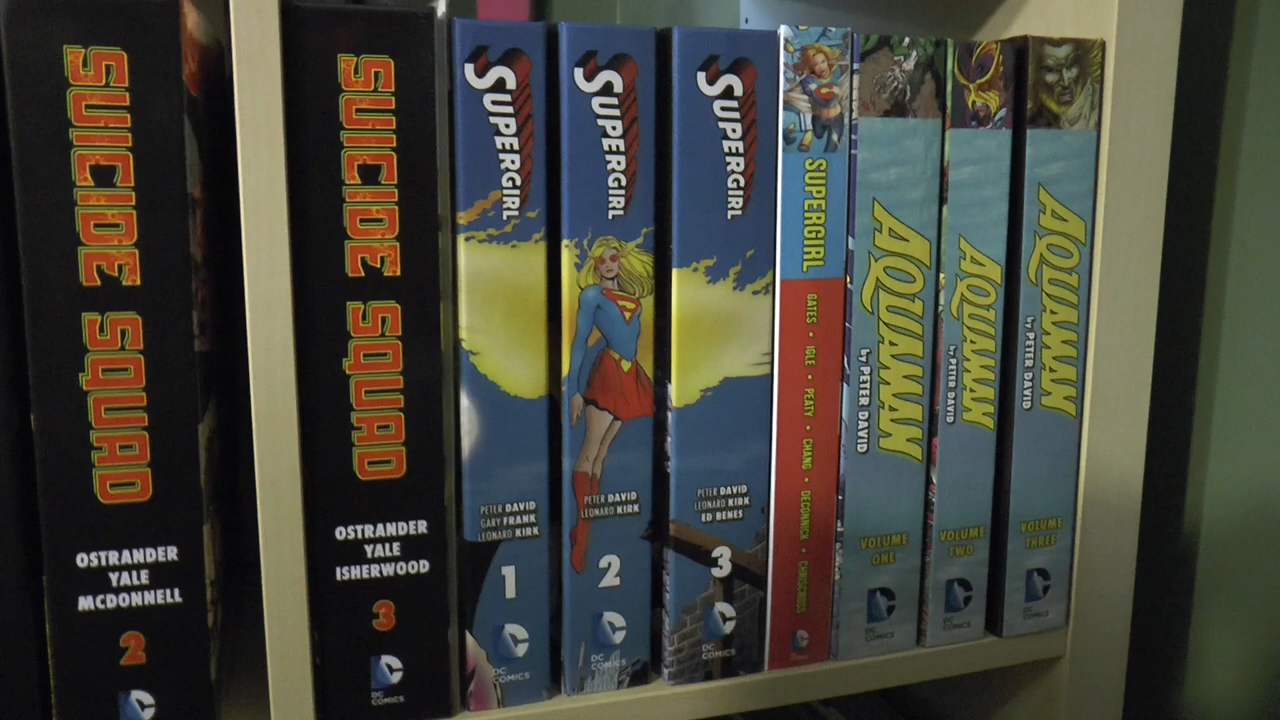 SUICIDE SQUAD
OSTRANDER
YALE
MCDONNELL
2
SUICIDE SQUAD
OSTRANDER
YALE
ISHERWOOD
3
DC
COMICS
SUPERGIRL
PETER DAVID
GARY FRANK
LEONARD KIRK
1
DC
COMICS
SUPERGIRL
PETER DAVID
LEONARD KIRK
2
DC
COMICS
SUPERGIRL
PETER DAVID
LEONARD KIRK
ED BENES
3
DC
COMICS
SUPERGIRL
GATES • IGLE • PEATY • CHANG • DECONNICK • CHRISCROSS
AQUAMAN
by PETER DAVID
VOLUME
ONE
DC
COMICS
AQUAMAN
by PETER DAVID
VOLUME
TWO
DC
COMICS
AQUAMAN
by PETER DAVID
VOLUME
THREE
DC
COMICS